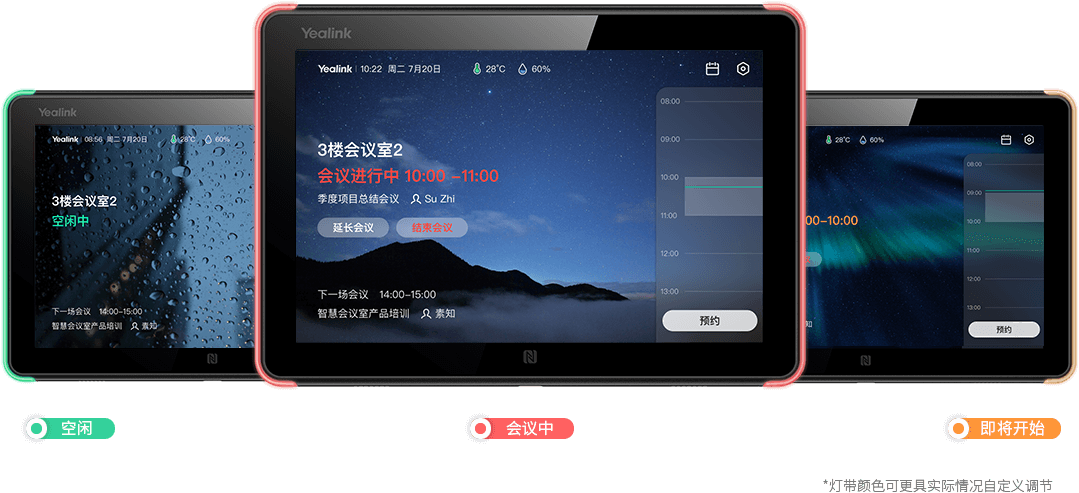 Yealink
Yealink 08:56 周二 7月20日 28°C 60%
3楼会议室2
空闲中
下一场会议 14:00-15:00
智慧会议室产品培训 素知
Yealink
Yealink 10:22 周二 7月20日 28°C 60%
3楼会议室2
会议进行中 10:00 -11:00
季度项目总结会议 Su Zhi
延长会议 结束会议
下一场会议 14:00-15:00
智慧会议室产品培训 素知
08:00
09:00
10:00
11:00
12:00
13:00
预约
28°C 60%
00-10:00
知
08:00
09:00
10:00
11:00
12:00
13:00
预约
空闲
会议中
即将开始
*灯带颜色可更具实际情况自定义调节